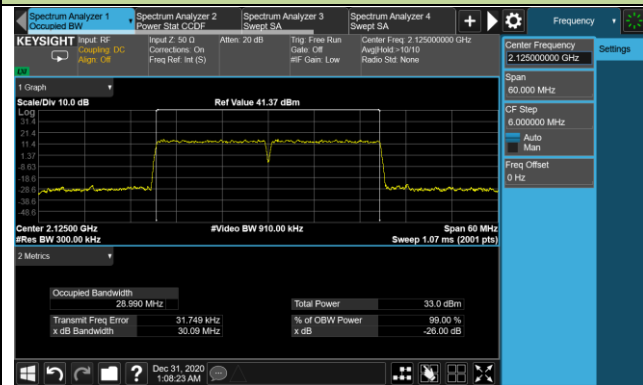 Spectrum Analyzer 1
Occupied BW
Spectrum Analyzer 2
Power Stat CCDF
Spectrum Analyzer 3
Swept SA
Spectrum Analyzer 4
Swept SA
Frequency
KEYSIGHT
Input: RF
Coupling: DC
Align: Off
Input Z: 50 Ω
Corrections: On
Freq Ref: Int (S)
Atten: 20 dB
Trig: Free Run
Gate: Off
#IF Gain: Low
Center Freq: 2.125000000 GHz
Avg|Hold:>10/10
Radio Std: None
Center Frequency
2.125000000 GHz
Settings
Span
60.000 MHz
CF Step
6.000000 MHz
Auto
Man
Freq Offset
0 Hz
1 Graph
Scale/Div 10.0 dB
Ref Value 41.37 dBm
Log
31.4
21.4
11.4
1.37
-8.63
-18.6
-28.6
-38.6
-48.6
Center 2.12500 GHz
#Video BW 910.00 kHz
Span 60 MHz
#Res BW 300.00 kHz
Sweep 1.07 ms (2001 pts)
2 Metrics
Occupied Bandwidth
28.990 MHz
Total Power
33.0 dBm
Transmit Freq Error
31.749 kHz
% of OBW Power
99.00 %
x dB Bandwidth
30.09 MHz
x dB
-26.00 dB
?
Dec 31, 2020
1:08:23 AM